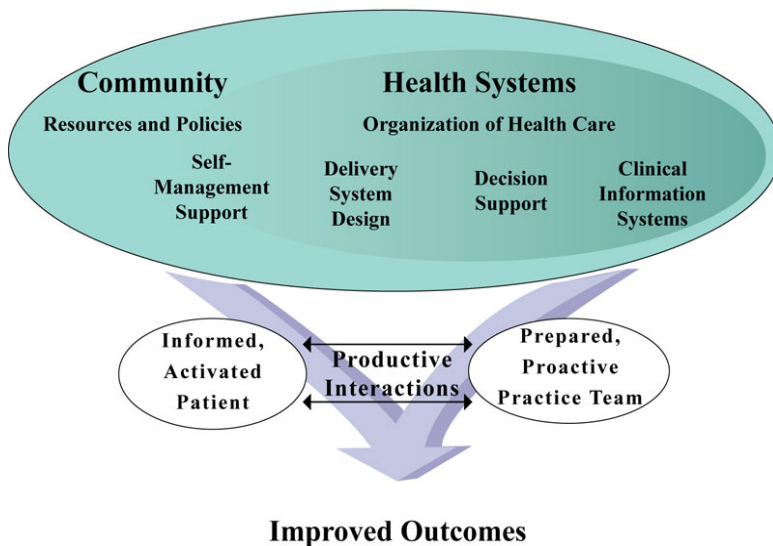 Community
Health Systems
Resources and Policies
Organization of Health Care
Self-
Management
Support
Delivery
System
Design
Decision
Support
Clinical
Information
Systems
Informed,
Activated
Patient
Productive
Interactions
Prepared,
Proactive
Practice Team
Improved Outcomes